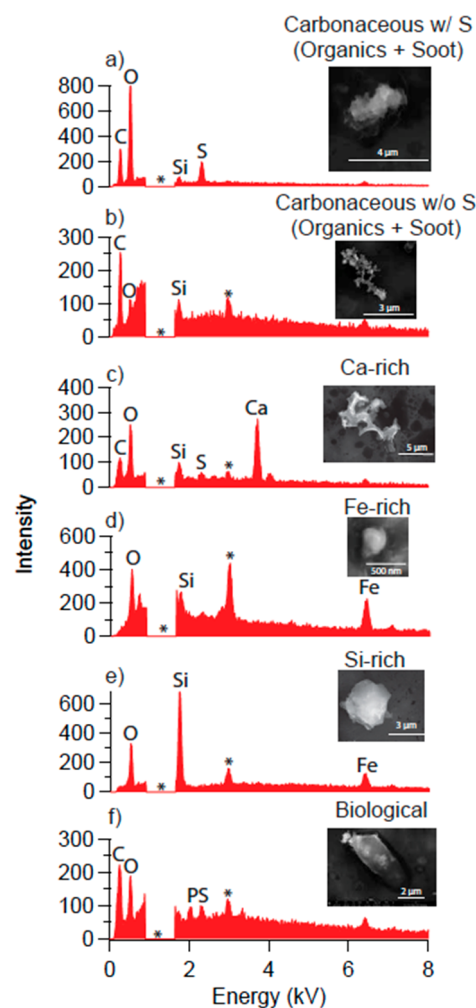 Carbonaceous w/ S
(Organics + Soot)
a)
800
600
400
200
0
C
O
*
Si
S
4 µm
Carbonaceous w/o S
(Organics + Soot)
b)
300
200
100
0
C
O
*
Si
*
3 µm
Ca-rich
c)
400
300
200
100
0
C
O
*
Si
S
*
Ca
5 µm
Fe-rich
d)
600
400
200
0
O
*
Si
*
Fe
500 nm
Si-rich
e)
600
400
200
0
O
*
Si
*
Fe
3 µm
Biological
f)
300
200
100
0
C
O
*
PS
*
2 µm
0 2 4 6 8
Energy (kV)
Intensity